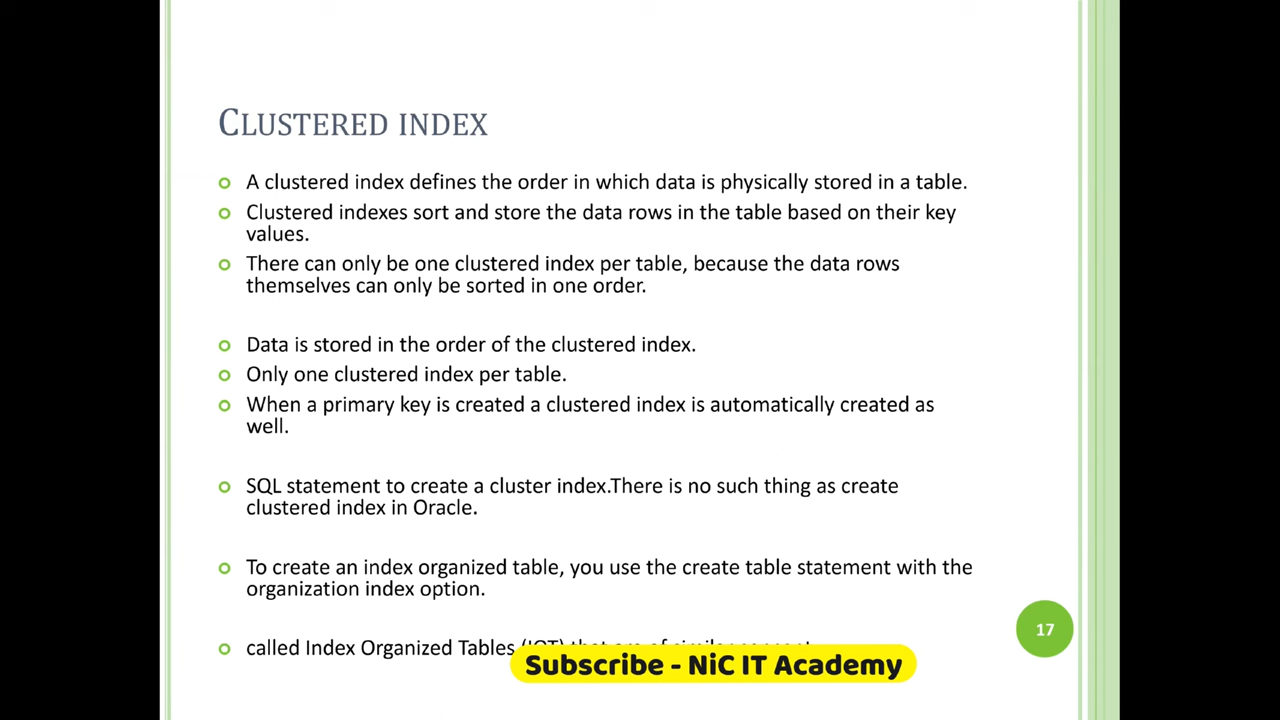 CLUSTERED INDEX
A clustered index defines the order in which data is physically stored in a table.
Clustered indexes sort and store the data rows in the table based on their key
values.
There can only be one clustered index per table, because the data rows
themselves can only be sorted in one order.
Data is stored in the order of the clustered index.
Only one clustered index per table.
When a primary key is created a clustered index is automatically created as
well.
SQL statement to create a cluster index.There is no such thing as create
clustered index in Oracle.
To create an index organized table, you use the create table statement with the
organization index option.
17
called Index Organized Tables
Subscribe - NiC IT Academy